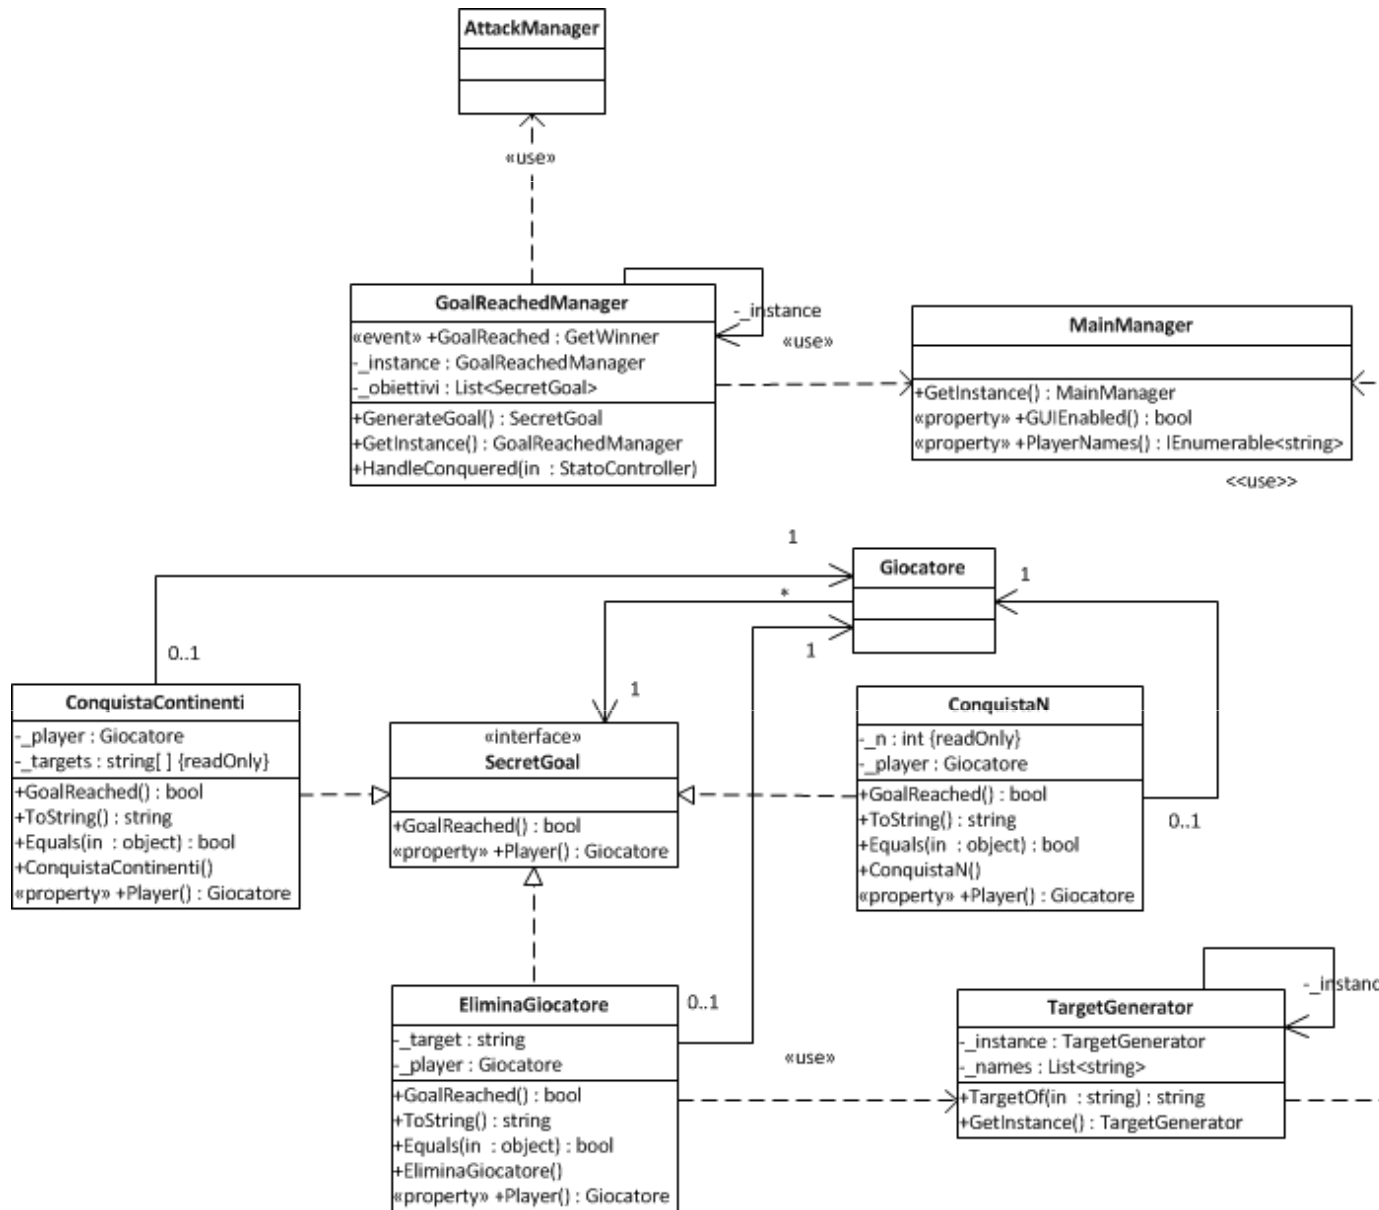 AttackManager
«use»
GoalReachedManager
«event» +GoalReached : GetWinner
-_instance : GoalReachedManager
-_obiettivi : List<SecretGoal>
+GenerateGoal() : SecretGoal
+GetInstance() : GoalReachedManager
+HandleConquered(in : StatoController)
-_instance
«use»
MainManager
+GetInstance() : MainManager
«property» +GUIEnabled() : bool
«property» +PlayerNames() : IEnumerable<string>
<<use>>
1
Giocatore
1
*
1
0..1
1
ConquistaContinenti
-_player : Giocatore
-_targets : string[ ] {readOnly}
+GoalReached() : bool
+ToString() : string
+Equals(in : object) : bool
+ConquistaContinenti()
«property» +Player() : Giocatore
«interface»
SecretGoal
+GoalReached() : bool
«property» +Player() : Giocatore
ConquistaN
-_n : int {readOnly}
-_player : Giocatore
+GoalReached() : bool
+ToString() : string
+Equals(in : object) : bool
+ConquistaN()
«property» +Player() : Giocatore
0..1
EliminaGiocatore
-_target : string
-_player : Giocatore
+GoalReached() : bool
+ToString() : string
+Equals(in : object) : bool
+EliminaGiocatore()
«property» +Player() : Giocatore
0..1
«use»
TargetGenerator
-_instance : TargetGenerator
-_names : List<string>
+TargetOf(in : string) : string
+GetInstance() : TargetGenerator
-_instanc